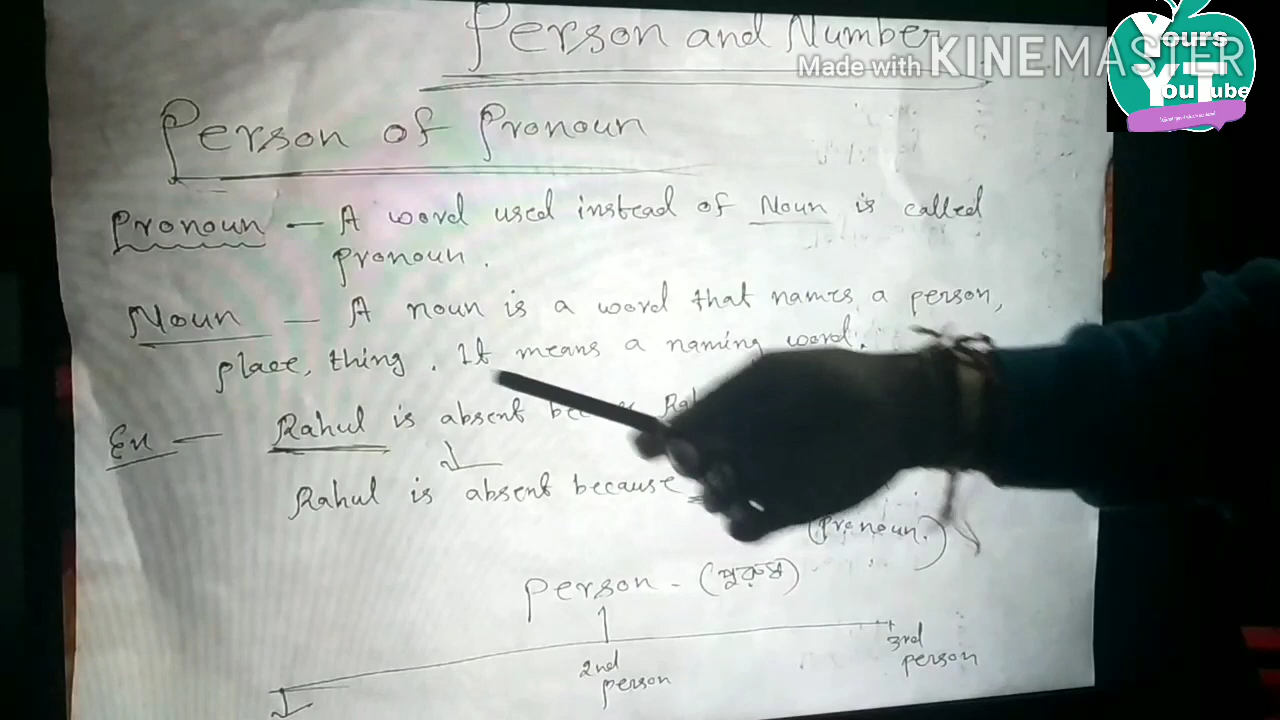 Person and Number
Made with KINEMASTER
Yours
YT
YouTube
Person of Pronoun
Pronoun — A word used instead of Noun is called
pronoun.
Noun — A noun is a word that names a person,
place, thing. It means a naming word.
Ex — Rahul is absent
Rahul is absent because
(Pronoun.)
person - (পুরুষ)
2nd
person
3rd
person